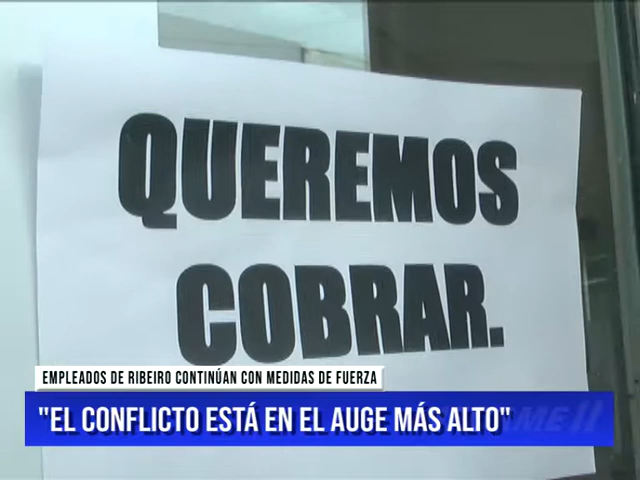 QUEREMOS
COBRAR.
EMPLEADOS DE RIBEIRO CONTINÚAN CON MEDIDAS DE FUERZA
"EL CONFLICTO ESTÁ EN EL AUGE MÁS ALTO"